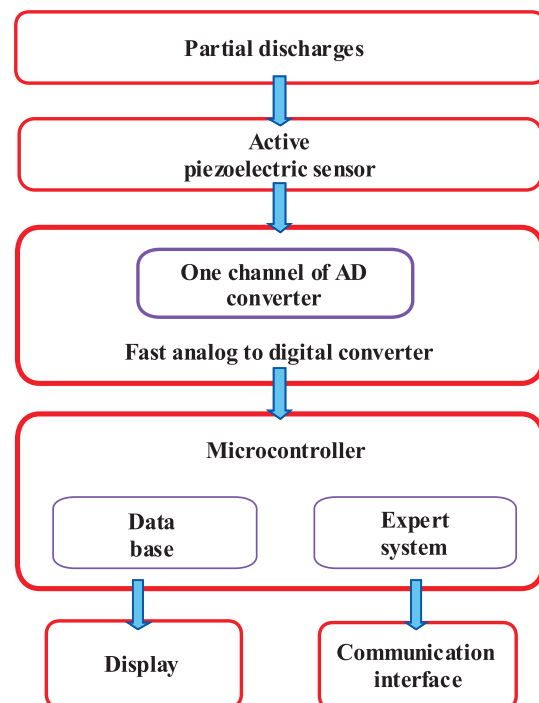 Partial discharges
Active
piezoelectric sensor
One channel of AD
converter
Fast analog to digital converter
Microcontroller
Data
base
Expert
system
Display
Communication
interface